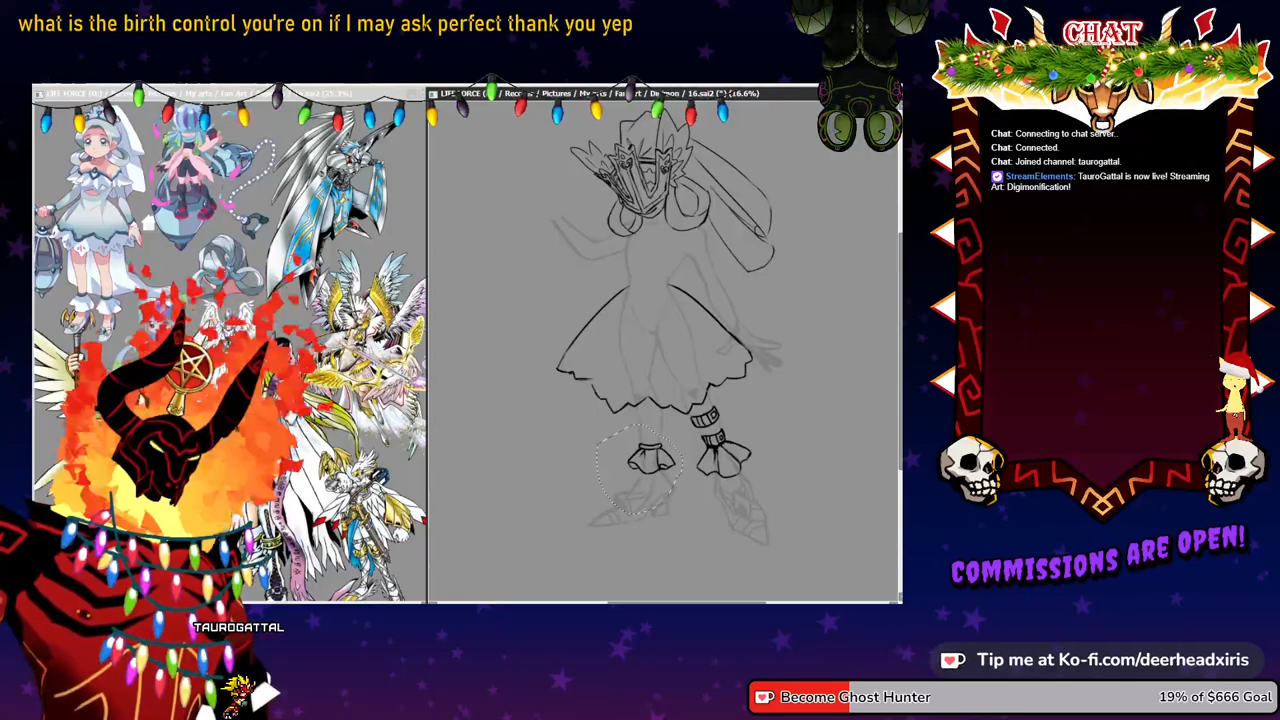 what is the birth control you're on if I may ask perfect thank you yep
CHAT
Chat: Connecting to chat server..
Chat: Connected.
Chat: Joined channel: taurogattal.
StreamElements: TauroGattal is now live! Streaming
Art: Digimonification!
COMMISSIONS ARE OPEN!
TAUROGATTAL
Tip me at Ko-fi.com/deerheadxiris
Become Ghost Hunter
19% of $666 Goal